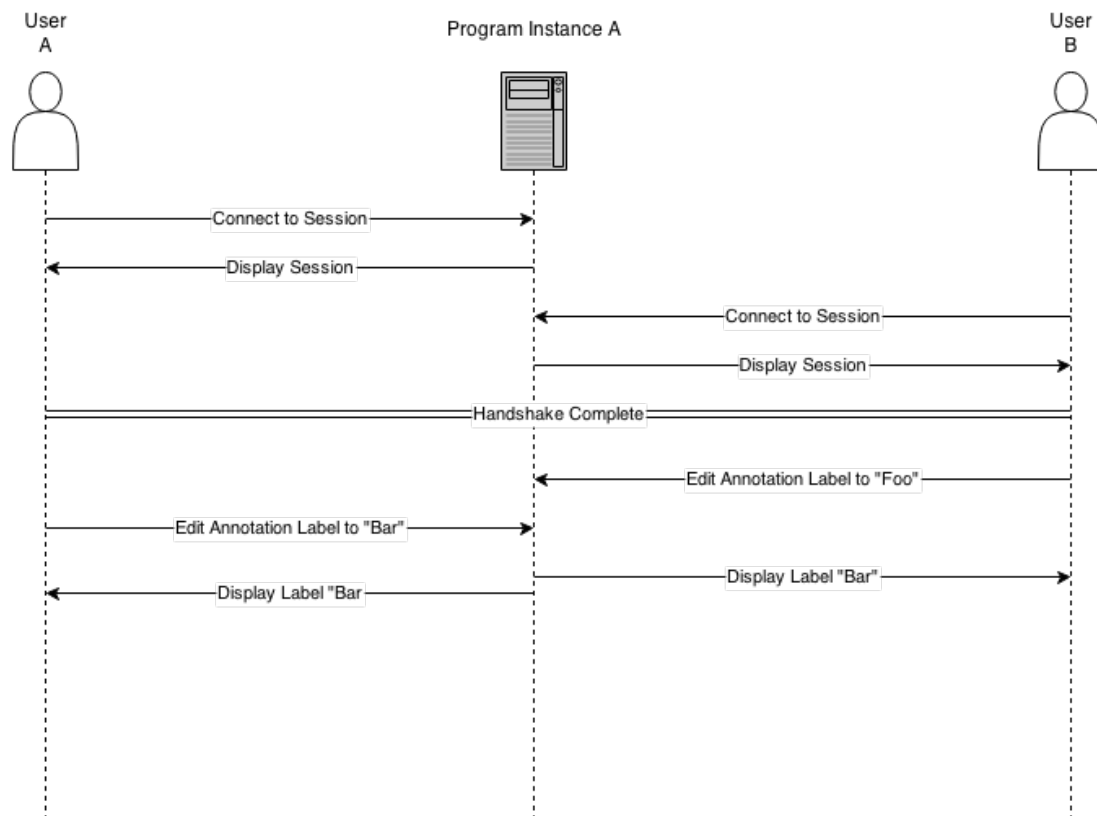 User
A
Program Instance A
User
B
Connect to Session
Display Session
Connect to Session
Display Session
Handshake Complete
Edit Annotation Label to "Foo"
Edit Annotation Label to "Bar"
Display Label "Bar"
Display Label "Bar